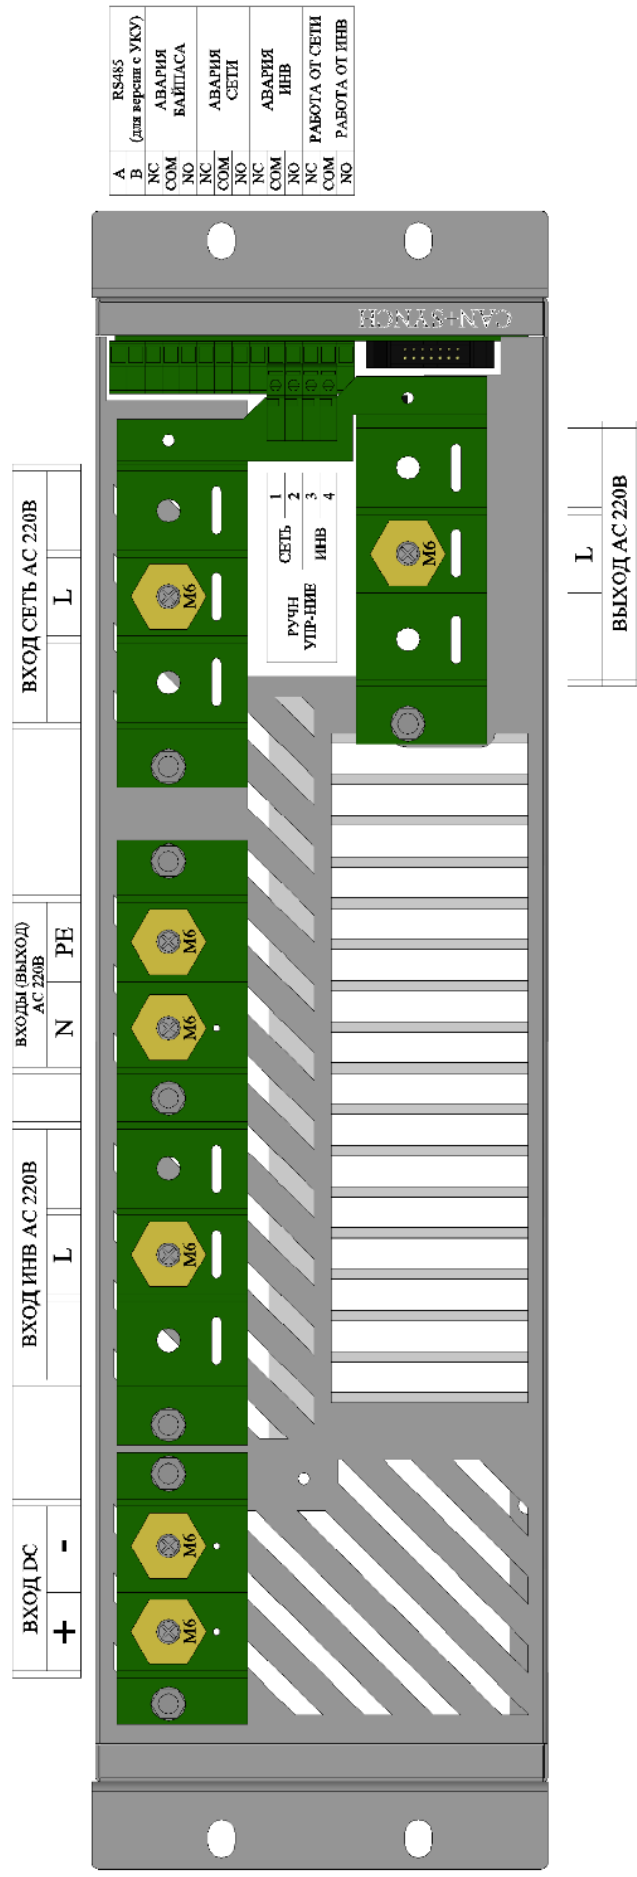 RS485
(для версии с УКУ)
A
B
АВАРИЯ
БАЙПАСА
NC
COM
NO
АВАРИЯ
СЕТИ
NC
COM
NO
АВАРИЯ
ИНВ
NC
COM
NO
РАБОТА ОТ СЕТИ
РАБОТА ОТ ИНВ
NC
COM
NO
CAN+SYNCH
ВХОД СЕТЬ AC 220В
L
M6
РУЧН
УПР-НИЕ
СЕТЬ
ИНВ
1
2
3
4
M6
L
ВЫХОД AC 220В
ВХОДЫ (ВЫХОД)
AC 220В
N
PE
M6
M6
ВХОД ИНВ AC 220В
L
M6
ВХОД DC
+
-
M6
M6